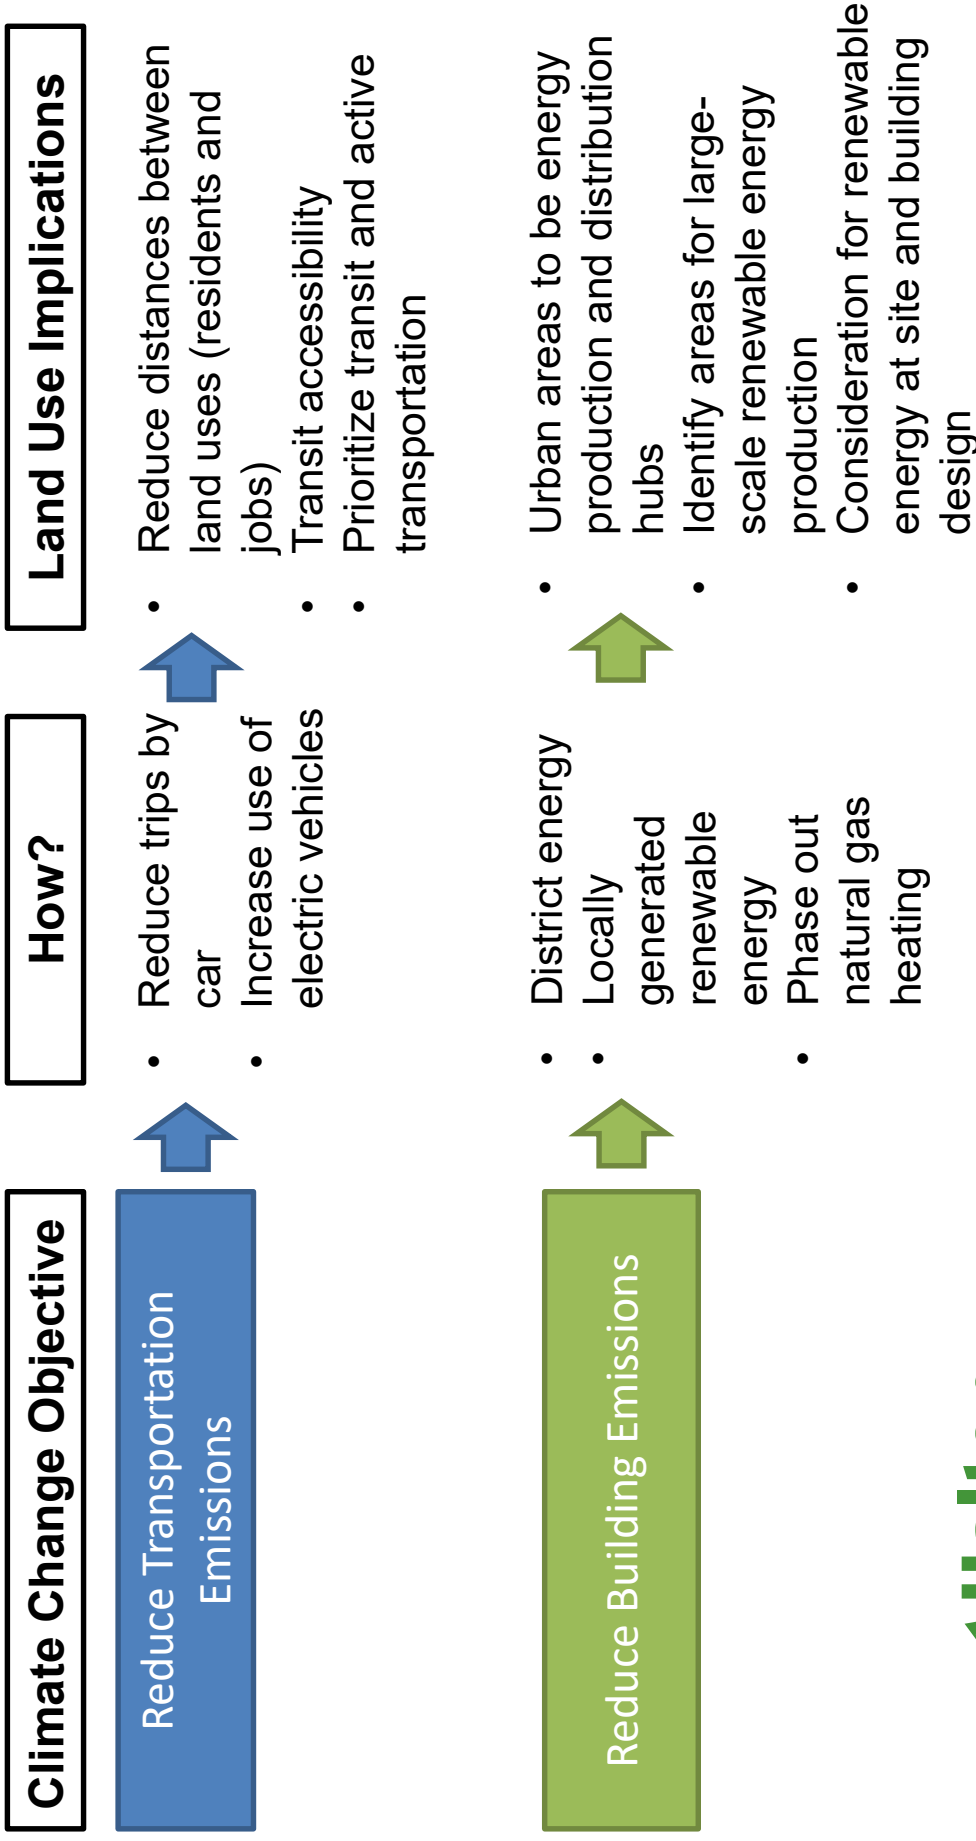 Climate Change Objective
How?
Land Use Implications
Reduce Transportation
Emissions
• Reduce trips by
car
• Increase use of
electric vehicles
• Reduce distances between
land uses (residents and
jobs)
• Transit accessibility
• Prioritize transit and active
transportation
Reduce Building Emissions
• District energy
• Locally
generated
renewable
energy
• Phase out
natural gas
heating
• Urban areas to be energy
production and distribution
hubs
• Identify areas for large-
scale renewable energy
production
• Consideration for renewable
energy at site and building
design